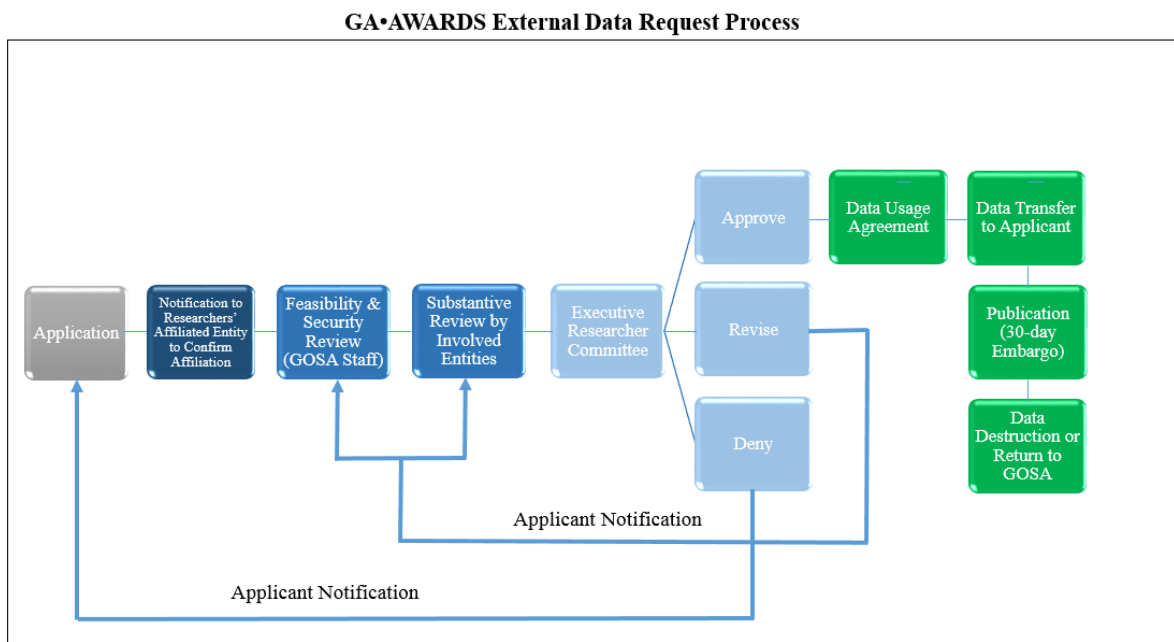 GA•AWARDS External Data Request Process
Application
Notification to
Researchers'
Affiliated Entity
to Confirm
Affiliation
Feasibility &
Security
Review
(GOSA Staff)
Substantive
Review by
Involved
Entities
Executive
Researcher
Committee
Approve
Revise
Deny
Data Usage
Agreement
Data Transfer
to Applicant
Publication
(30-day
Embargo)
Data
Destruction or
Return to
GOSA
Applicant Notification
Applicant Notification